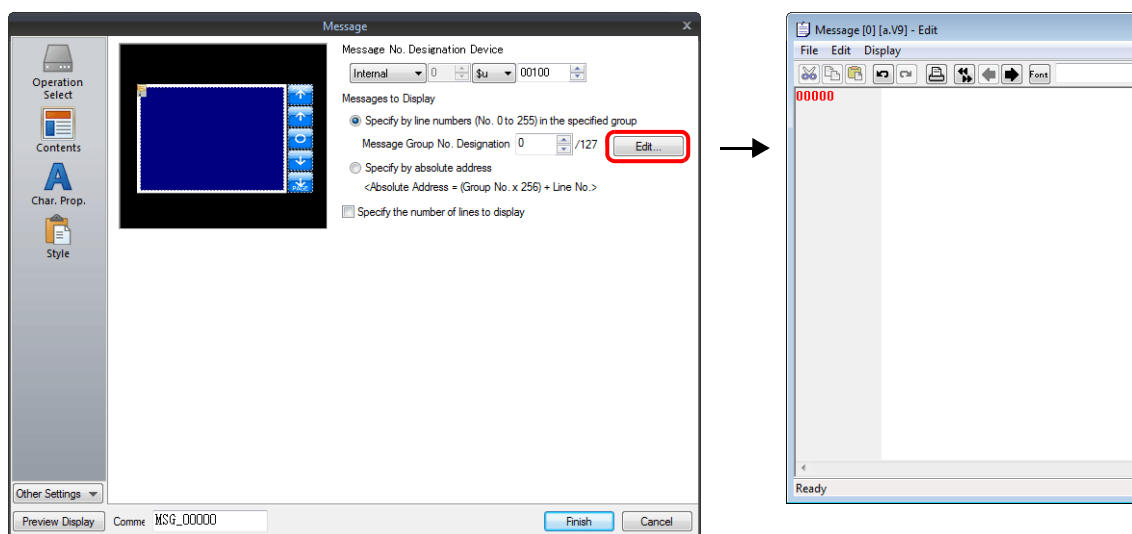 Message
x
Operation
Select
Contents
Char. Prop.
Style
Message No. Designation Device
Internal 0 $u 00100
Messages to Display
Specify by line numbers (No. 0 to 255) in the specified group
Message Group No. Designation 0 /127 Edit...
Specify by absolute address
<Absolute Address = (Group No. x 256) + Line No.>
Specify the number of lines to display
Other Settings
Preview Display Comme MSG_00000 Finish Cancel
Message [0] [a.V9] - Edit
File Edit Display
Font
00000
Ready